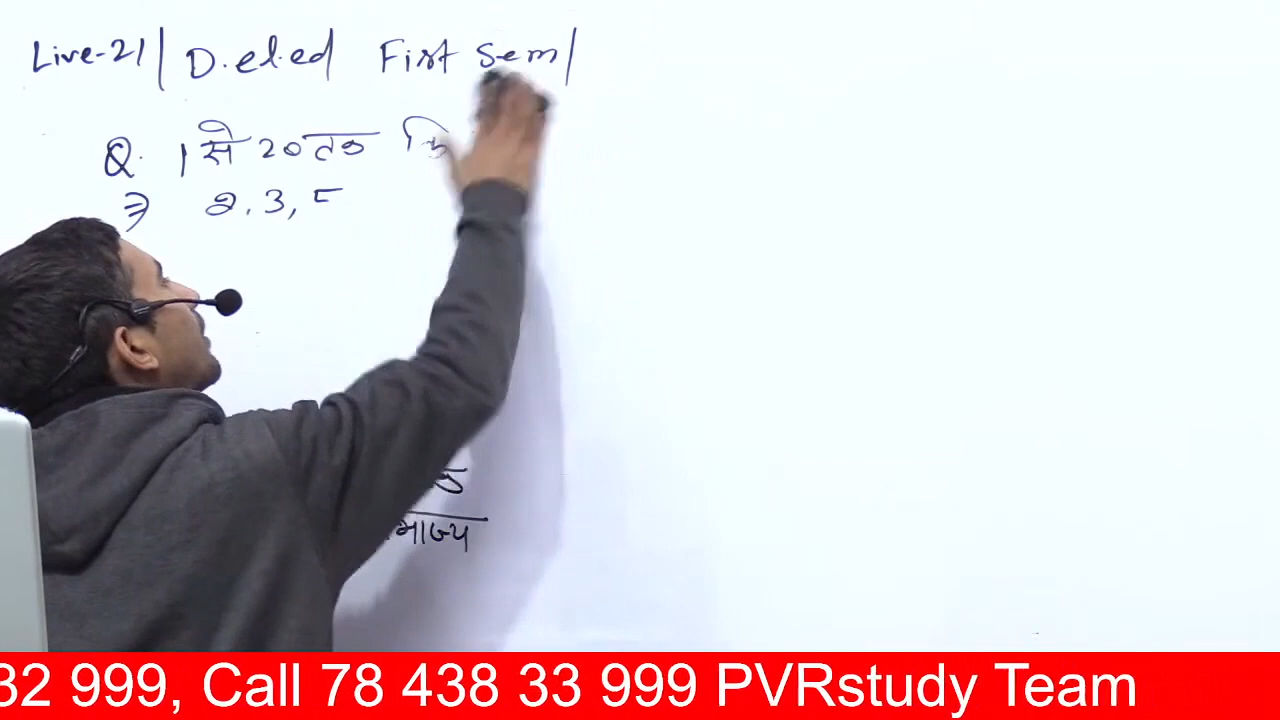 Live-21 | D.el.ed First Sem |
Q. 1 से 20 तक
⇒ 2, 3, 5
32 999, Call 78 438 33 999 PVRstudy Team